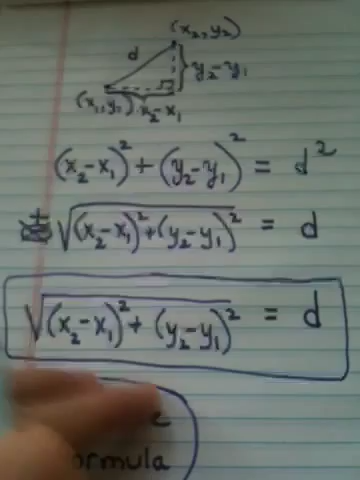 (x₂, y₂)
d
y₂-y₁
(x₁, y₁) x₂-x₁
(x₂-x₁)² + (y₂-y₁)² = d²
± √(x₂-x₁)²+(y₂-y₁)² = d
√(x₂-x₁)²+ (y₂-y₁)² = d